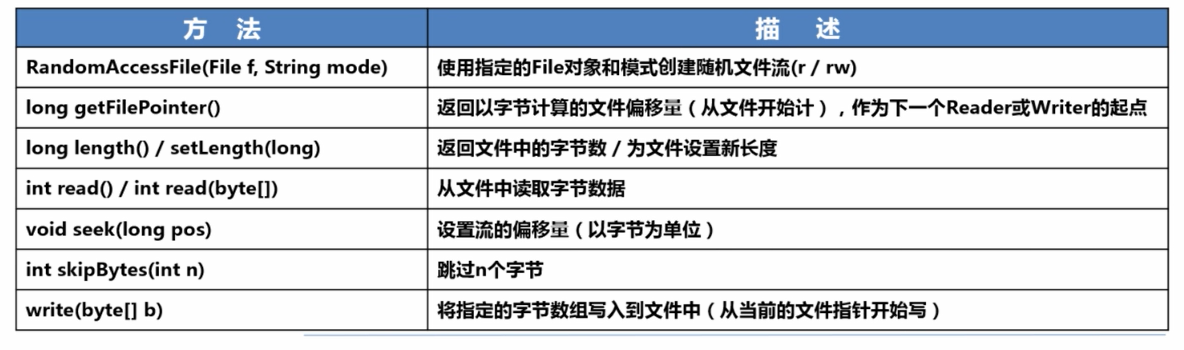 方 法 描 述
RandomAccessFile(File f, String mode) 使用指定的File对象和模式创建随机文件流(r / rw)
long getFilePointer() 返回以字节计算的文件偏移量（从文件开始计），作为下一个Reader或Writer的起点
long length() / setLength(long) 返回文件中的字节数 / 为文件设置新长度
int read() / int read(byte[]) 从文件中读取字节数据
void seek(long pos) 设置流的偏移量（以字节为单位）
int skipBytes(int n) 跳过n个字节
write(byte[] b) 将指定的字节数组写入到文件中（从当前的文件指针开始写）